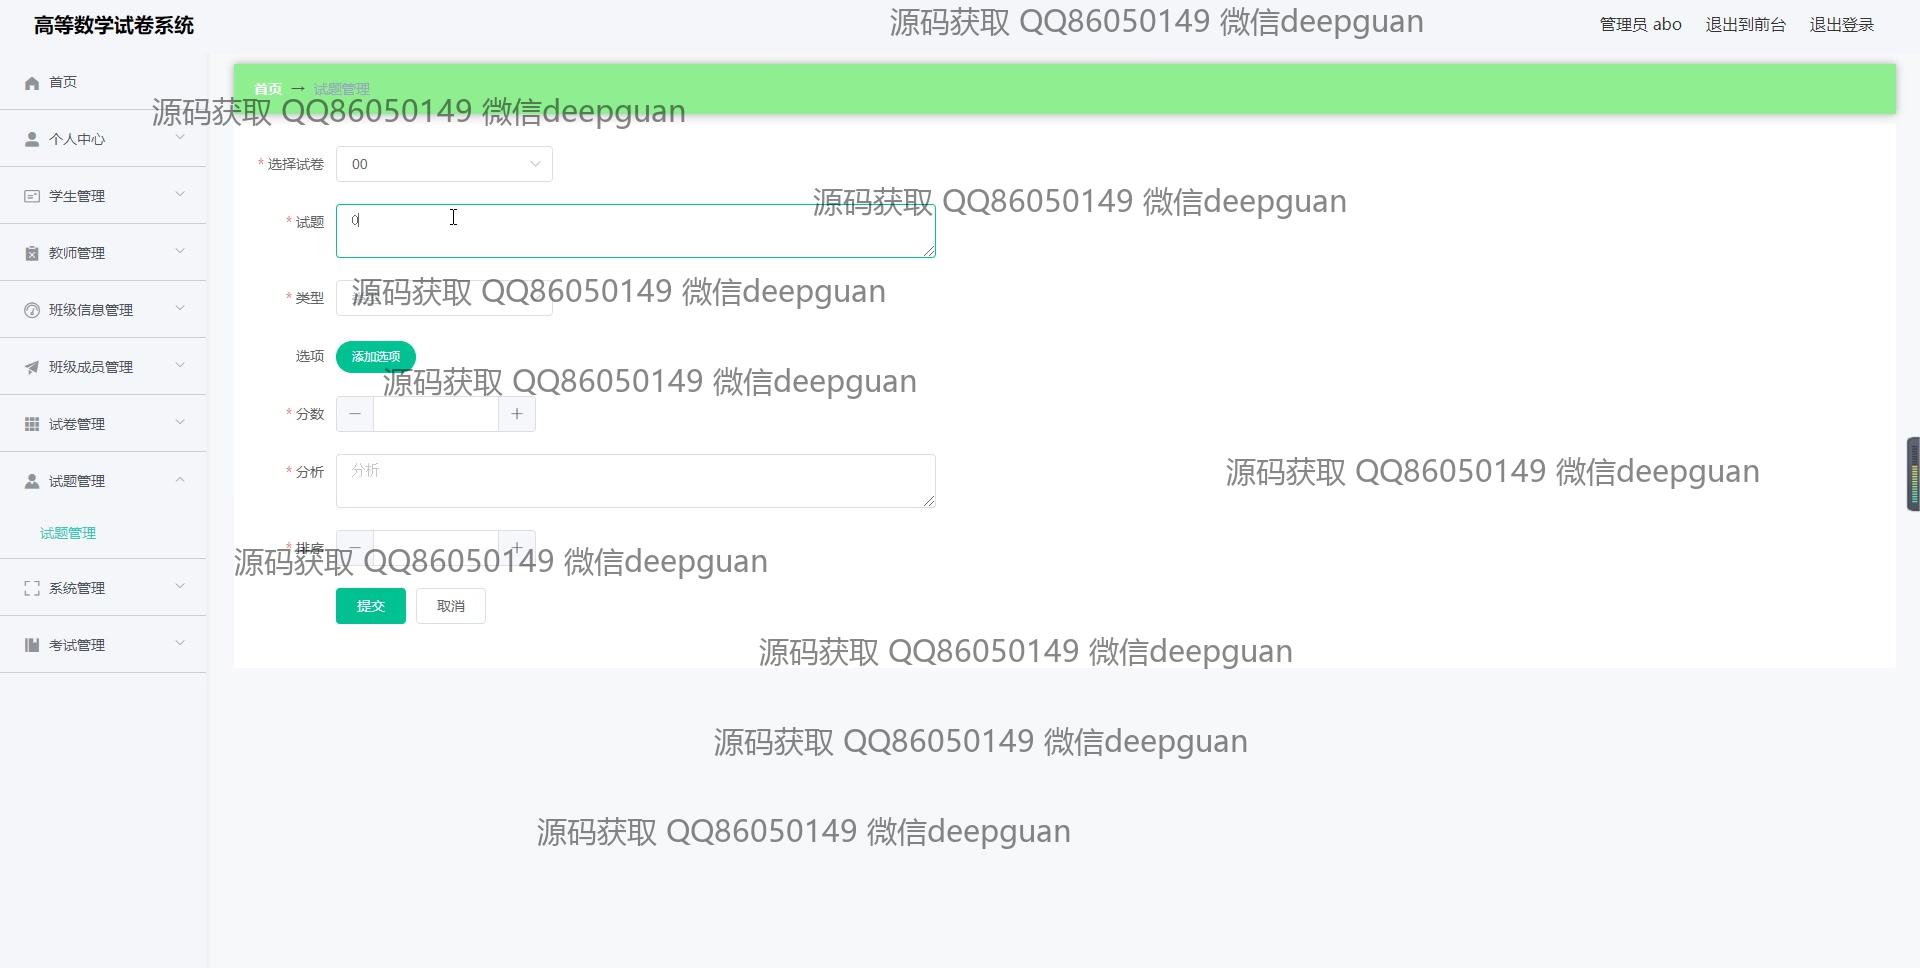 高等数学试卷系统
源码获取 QQ86050149 微信deepguan
管理员 abo
退出到前台
退出登录
首页
首页 → 试题管理
源码获取 QQ86050149 微信deepguan
个人中心
* 选择试卷
00
学生管理
源码获取 QQ86050149 微信deepguan
* 试题
0
教师管理
* 类型
源码获取 QQ86050149 微信deepguan
班级信息管理
选项
添加选项
班级成员管理
源码获取 QQ86050149 微信deepguan
* 分数
− +
试卷管理
* 分析
分析
源码获取 QQ86050149 微信deepguan
试题管理
试题管理
* 排序
− +
源码获取 QQ86050149 微信deepguan
系统管理
提交
取消
考试管理
源码获取 QQ86050149 微信deepguan
源码获取 QQ86050149 微信deepguan
源码获取 QQ86050149 微信deepguan